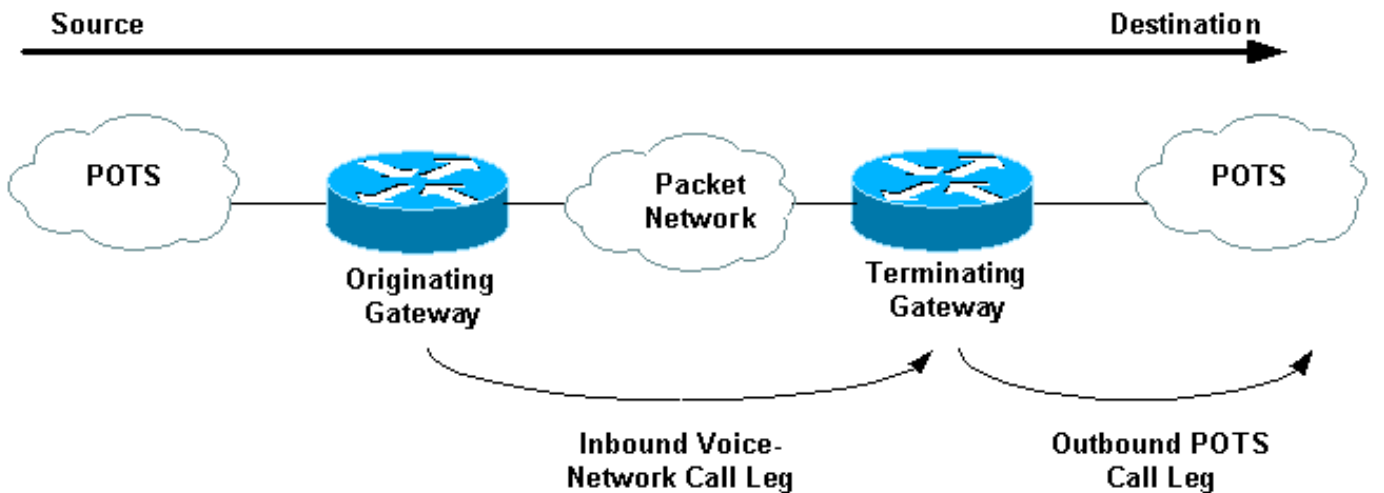 Source
Destination
POTS
Packet
Network
POTS
Originating
Gateway
Terminating
Gateway
Inbound Voice-
Network Call Leg
Outbound POTS
Call Leg